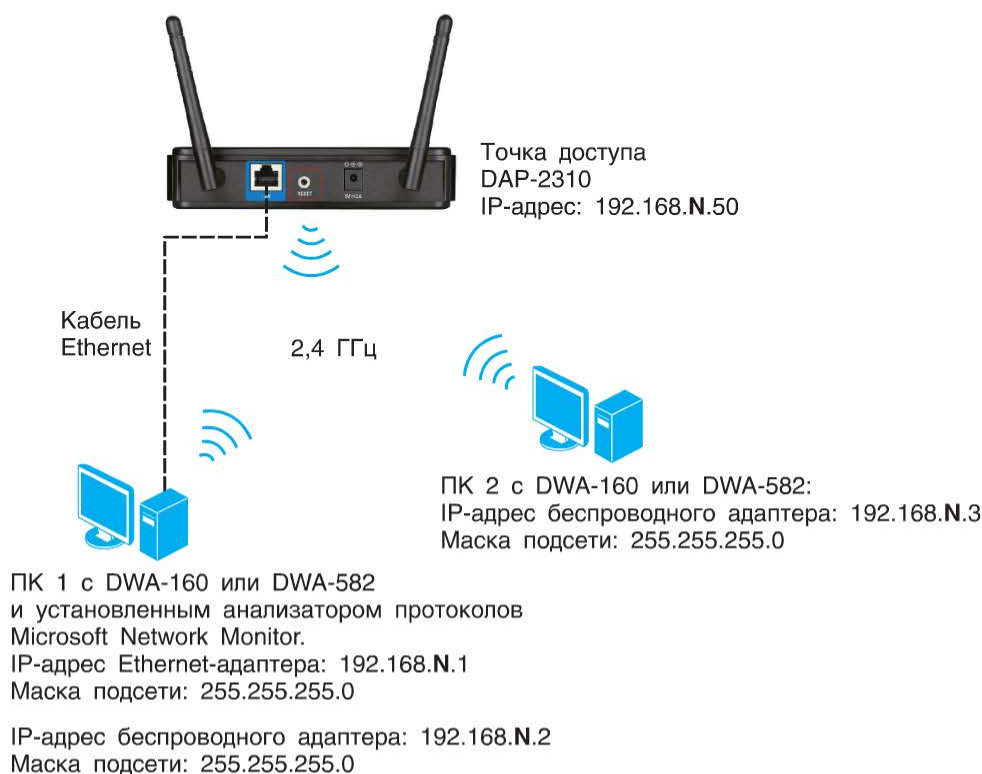 Точка доступа
DAP-2310
IP-адрес: 192.168.N.50
RESET
Кабель
Ethernet
2,4 ГГц
ПК 2 с DWA-160 или DWA-582:
IP-адрес беспроводного адаптера: 192.168.N.3
Маска подсети: 255.255.255.0
ПК 1 с DWA-160 или DWA-582
и установленным анализатором протоколов
Microsoft Network Monitor.
IP-адрес Ethernet-адаптера: 192.168.N.1
Маска подсети: 255.255.255.0
IP-адрес беспроводного адаптера: 192.168.N.2
Маска подсети: 255.255.255.0